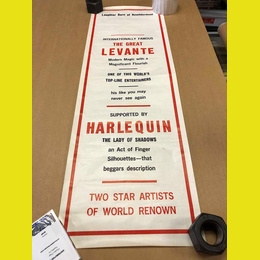 INTERNATIONALLY FAMOUS
THE GREAT
LEVANTE
Modern Magic with a
Magnificent Flourish
ONE OF THIS WORLD'S
TOP-LINE ENTERTAINERS
his like you may
never see again
SUPPORTED BY
HARLEQUIN
THE LADY OF SHADOWS
an Act of Finger
Silhouettes—that
beggars description
TWO STAR ARTISTS
OF WORLD RENOWN